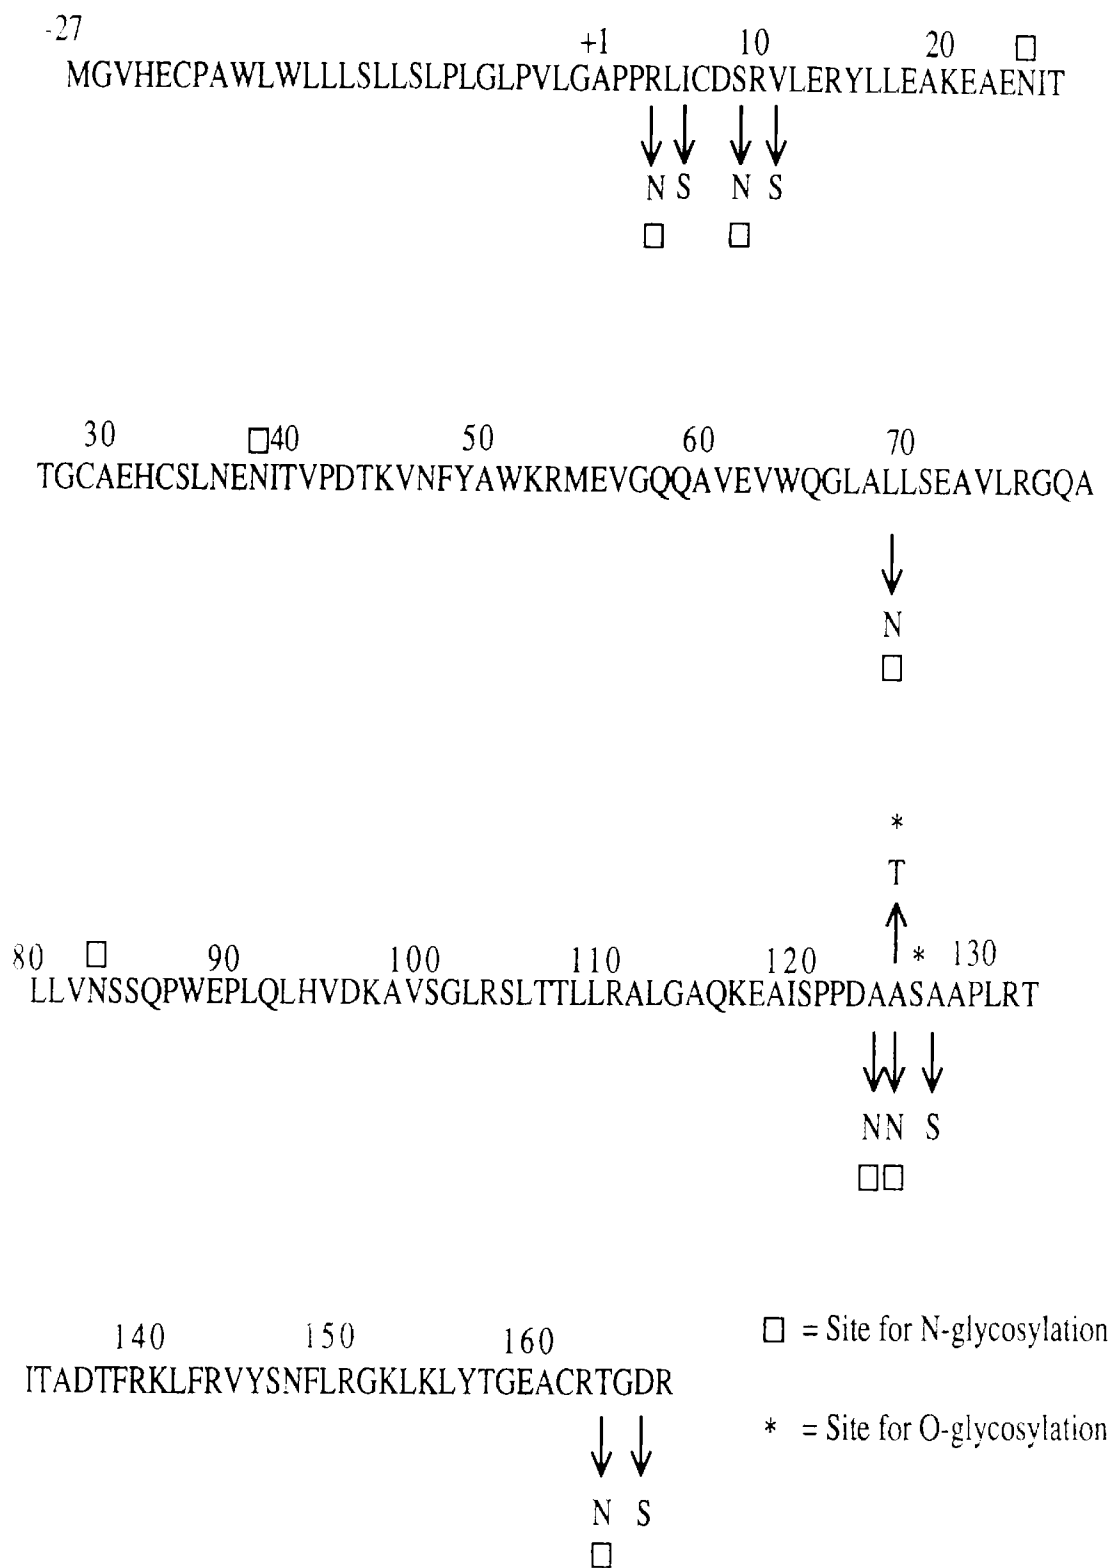 -27 +1 10 20 □
MGVHECPAWLWLLLSLLSLPLGLPVLGAPPRLICDSRVLERYLLEAKEAENIT
N S N S
□ □
30 □40 50 60 70
TGCAEHCSLNENITVPDTKVNFYAWKRMEVGQQAVEVWQGLALLSEAVLRGQA
N
□
*
T
80 □ 90 100 110 120 * 130
LLVNSSQPWEPLQLHVDKAVSGLRSLTTLLRALGAQKEAISPPDAASAAPLRT
NN S
□□
140 150 160
□ = Site for N-glycosylation
ITADTFRKLFRVYSNFLRGKLKLYTGEACRTGDR
* = Site for O-glycosylation
N S
□